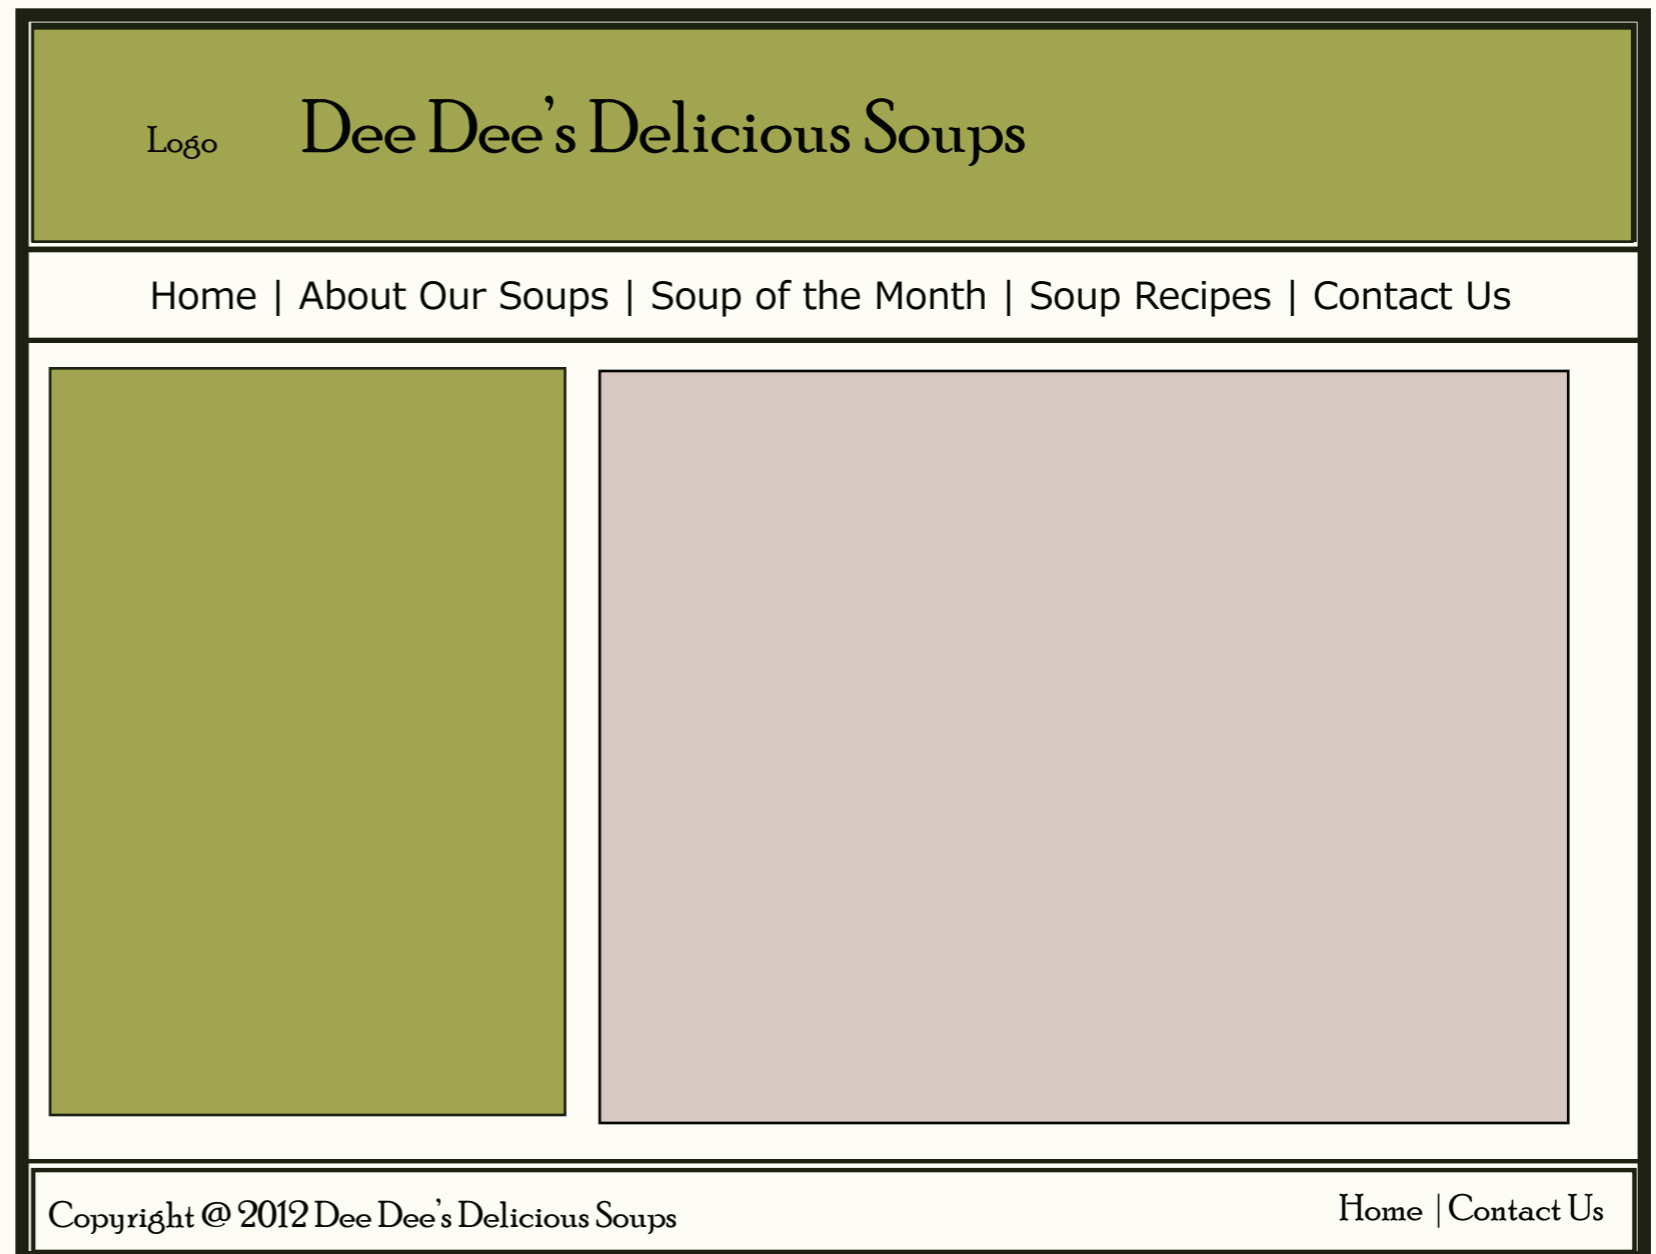 Logo
Dee Dee’s Delicious Soups
Home | About Our Soups | Soup of the Month | Soup Recipes | Contact Us
Copyright @ 2012 Dee Dee’s Delicious Soups
Home | Contact Us